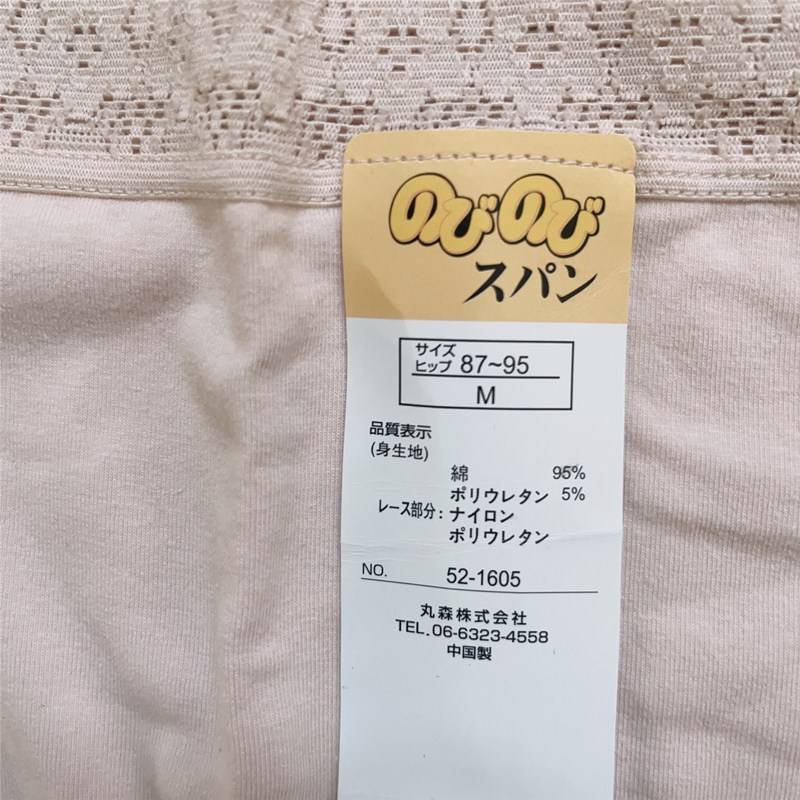 のびのび
スパン
サイズ
ヒップ 87~95
M
品質表示
(身生地)
綿 95%
ポリウレタン 5%
レース部分：ナイロン
ポリウレタン
NO. 52-1605
丸森株式会社
TEL.06-6323-4558
中国製